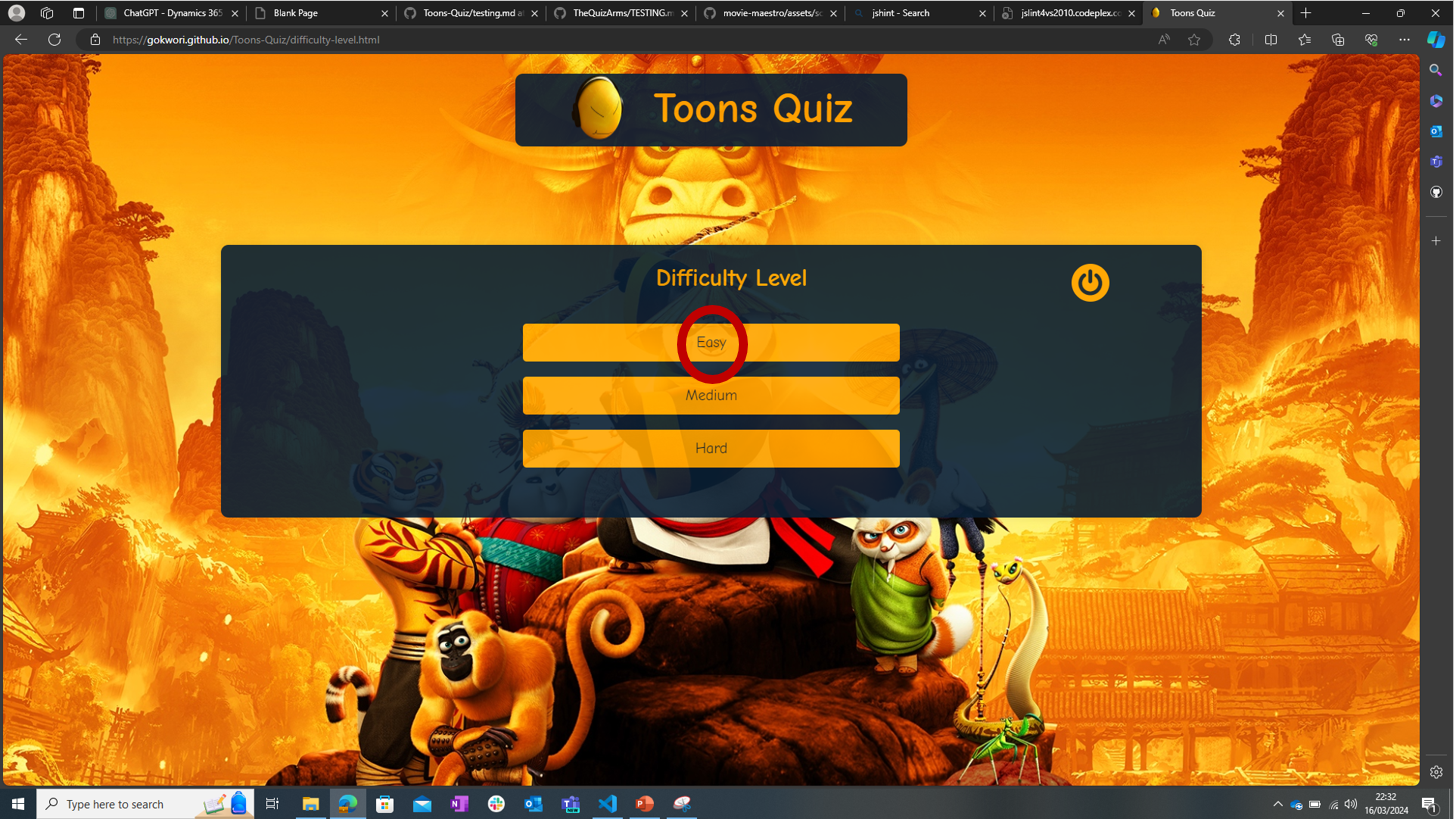 ChatGPT - Dynamics 365
Blank Page
Toons-Quiz/testing.md a
TheQuizArms/TESTING.m
movie-maestro/assets/sc
jshint - Search
jslint4vs2010.codeplex.co
Toons Quiz
https://gokwori.github.io/Toons-Quiz/difficulty-level.html
Toons Quiz
Difficulty Level
Easy
Medium
Hard
Type here to search
22:32
16/03/2024
1